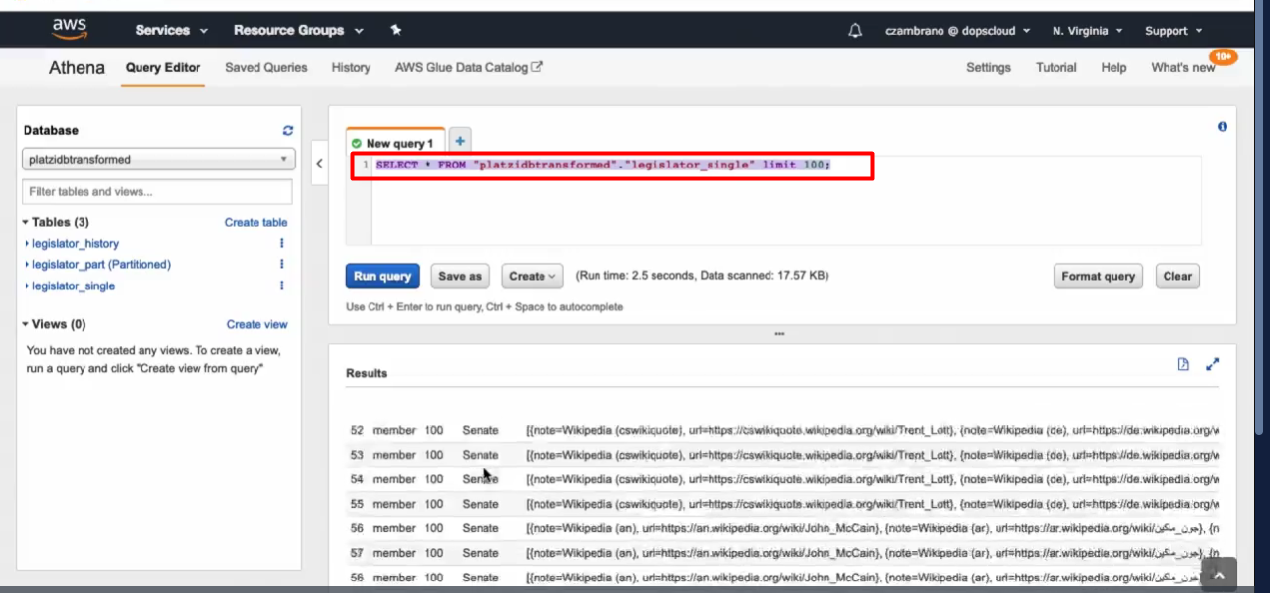 aws Services Resource Groups czambrano @ dopscloud N. Virginia Support
Athena Query Editor Saved Queries History AWS Glue Data Catalog Settings Tutorial Help What's new 10+
Database
platzidbtransformed
Filter tables and views...
Tables (3) Create table
legislator_history
legislator_part (Partitioned)
legislator_single
Views (0) Create view
You have not created any views. To create a view,
run a query and click "Create view from query"
New query 1 +
1 SELECT * FROM "platzidbtransformed"."legislator_single" limit 100;
Run query Save as Create (Run time: 2.5 seconds, Data scanned: 17.57 KB) Format query Clear
Use Ctrl + Enter to run query, Ctrl + Space to autocomplete
Results
52 member 100 Senate [{note=Wikipedia (cswikiquote), url=https://cswikiquote.wikipedia.org/wiki/Trent_Lott}, {note=Wikipedia (de), url=https://de.wikipedia.org/w
53 member 100 Senate [{note=Wikipedia (cswikiquote), url=https://cswikiquote.wikipedia.org/wiki/Trent_Lott}, {note=Wikipedia (de), url=https://de.wikipedia.org/w
54 member 100 Senate [{note=Wikipedia (cswikiquote), url=https://cswikiquote.wikipedia.org/wiki/Trent_Lott}, {note=Wikipedia (de), url=https://de.wikipedia.org/w
55 member 100 Senate [{note=Wikipedia (cswikiquote), url=https://cswikiquote.wikipedia.org/wiki/Trent_Lott}, {note=Wikipedia (de), url=https://de.wikipedia.org/w
56 member 100 Senate [{note=Wikipedia (an), url=https://an.wikipedia.org/wiki/John_McCain}, {note=Wikipedia (ar), url=https://ar.wikipedia.org/wiki/جون_مكين}, {n
57 member 100 Senate [{note=Wikipedia (an), url=https://an.wikipedia.org/wiki/John_McCain}, {note=Wikipedia (ar), url=https://ar.wikipedia.org/wiki/جون_مكين}, {n
58 member 100 Senate [{note=Wikipedia (an), url=https://an.wikipedia.org/wiki/John_McCain}, {note=Wikipedia (ar), url=https://ar.wikipedia.org/wiki/جون_مكين}